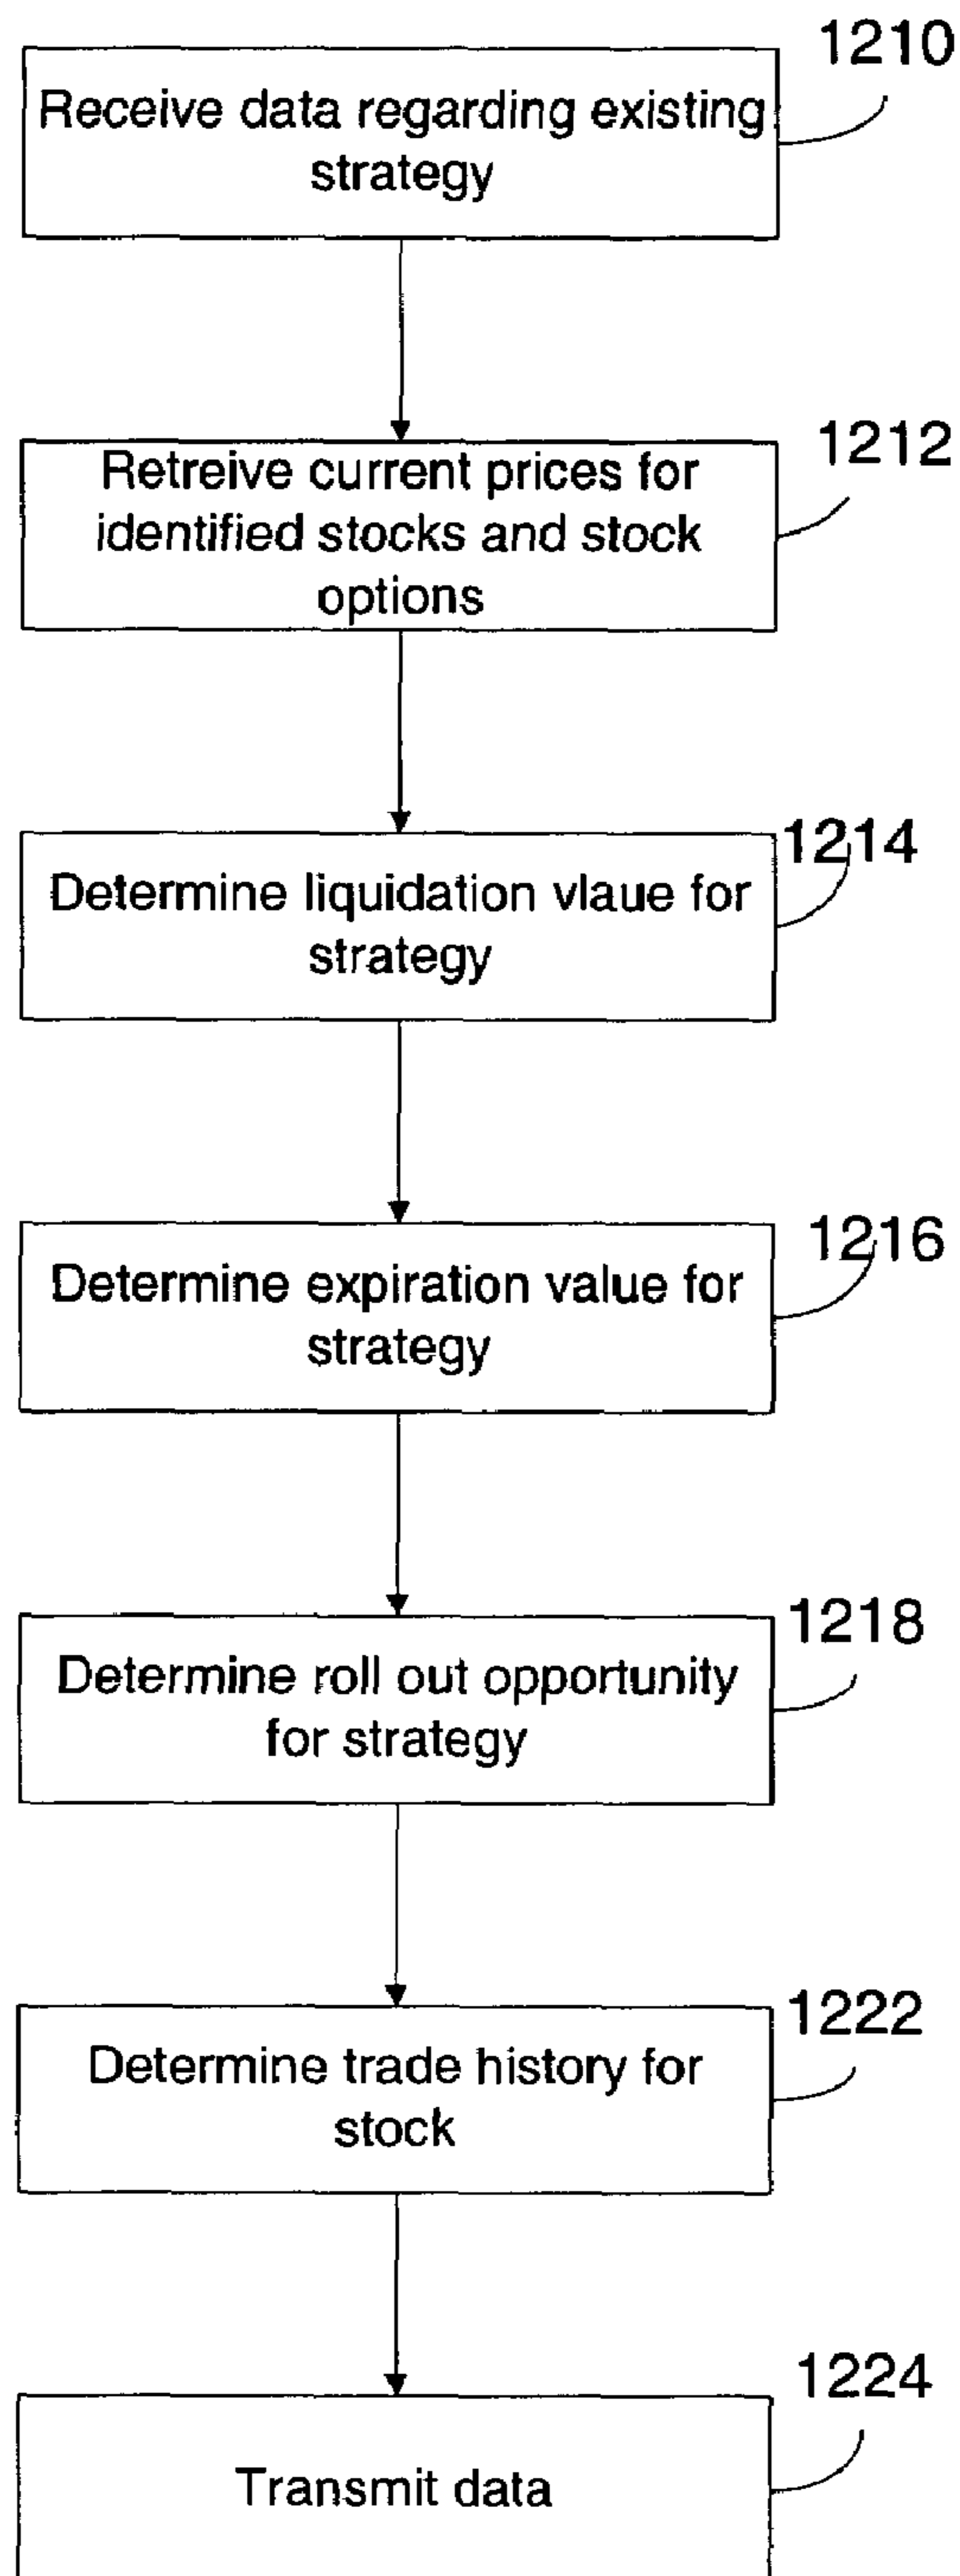 1210
Receive data regarding existing
strategy
1212
Retreive current prices for
identified stocks and stock
options
1214
Determine liquidation vlaue for
strategy
1216
Determine expiration value for
strategy
1218
Determine roll out opportunity
for strategy
1222
Determine trade history for
stock
1224
Transmit data